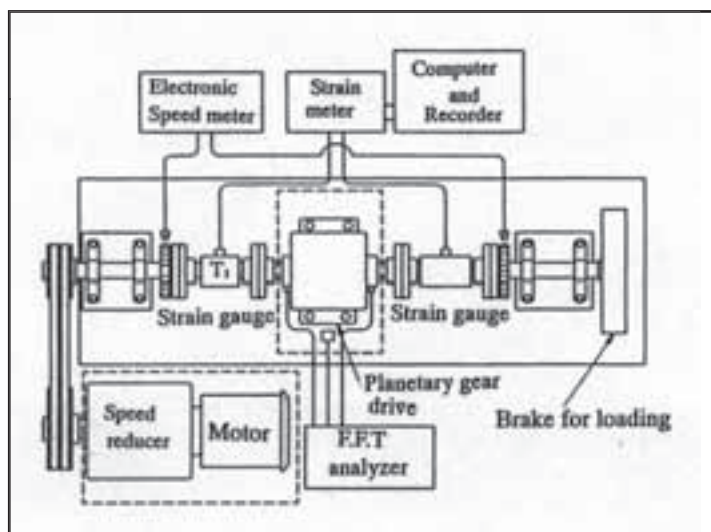 Electronic
Speed meter
Strain
meter
Computer
and
Recorder
T₁
Strain gauge
Strain gauge
Planetary gear
drive
Brake for loading
Speed
reducer
Motor
F.F.T
analyzer